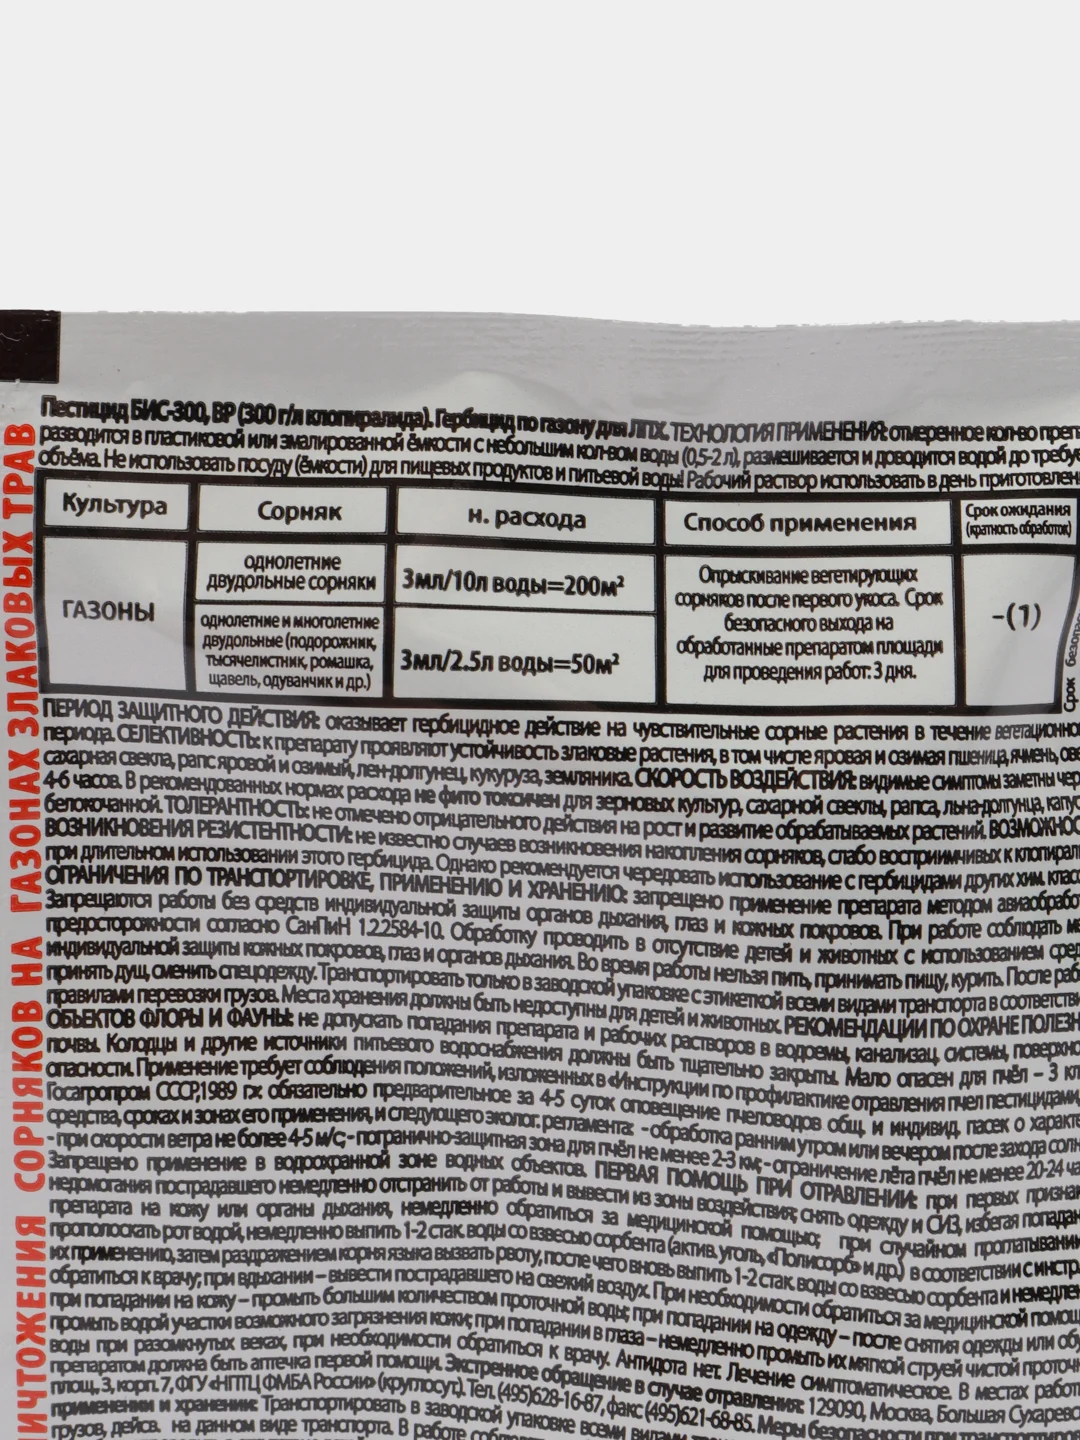 Пестицид БИС-300, ВР (300 г/л клопиралида). Гербицид по газону для ЛПХ. ТЕХНОЛОГИЯ ПРИМЕНЕНИЯ: отмеренное кол-во преп
разводится в пластиковой или эмалированной ёмкости с небольшим кол-вом воды (0,5-2 л), размешивается и доводится водой до требуе
объёма. Не использовать посуду (ёмкости) для пищевых продуктов и питьевой воды! Рабочий раствор использовать в день приготовлен
Культура
Сорняк
н. расхода
Способ применения
Срок ожидания
(кратность обработок)
ГАЗОНЫ
однолетние
двудольные сорняки
3мл/10л воды=200м²
однолетние и многолетние
двудольные (подорожник,
тысячелистник, ромашка,
щавель, одуванчик и др.)
3мл/2.5л воды=50м²
Опрыскивание вегетирующих
сорняков после первого укоса. Срок
безопасного выхода на
обработанные препаратом площади
для проведения работ: 3 дня.
-(1)
Срок безопас
ПЕРИОД ЗАЩИТНОГО ДЕЙСТВИЯ: оказывает гербицидное действие на чувствительные сорные растения в течение вегетационно
периода. СЕЛЕКТИВНОСТЬ: к препарату проявляют устойчивость злаковые растения, в том числе яровая и озимая пшеница, ячмень, ове
сахарная свекла, рапс яровой и озимый, лен-долгунец, кукуруза, земляника. СКОРОСТЬ ВОЗДЕЙСТВИЯ: видимые симптомы заметны чер
4-6 часов. В рекомендованных нормах расхода не фито токсичен для зерновых культур, сахарной свеклы, рапса, льна-долгунца, капус
белокочанной. ТОЛЕРАНТНОСТЬ: не отмечено отрицательного действия на рост и развитие обрабатываемых растений. ВОЗМОЖНОС
ВОЗНИКНОВЕНИЯ РЕЗИСТЕНТНОСТИ: не известно случаев возникновения накопления сорняков, слабо восприимчивых к клопирали
при длительном использовании этого гербицида. Однако рекомендуется чередовать использование с гербицидами других хим. класс
ОГРАНИЧЕНИЯ ПО ТРАНСПОРТИРОВКЕ, ПРИМЕНЕНИЮ И ХРАНЕНИЮ: запрещено применение препарата методом авиаобработ
Запрещаются работы без средств индивидуальной защиты органов дыхания, глаз и кожных покровов. При работе соблюдать ме
предосторожности согласно СанПиН 1.2.2584-10. Обработку проводить в отсутствие детей и животных с использованием сред
индивидуальной защиты кожных покровов, глаз и органов дыхания. Во время работы нельзя пить, принимать пищу, курить. После раб
принять душ, сменить спецодежду. Транспортировать только в заводской упаковке с этикеткой всеми видами транспорта в соответстви
правилами перевозки грузов. Места хранения должны быть недоступны для детей и животных. РЕКОМЕНДАЦИИ ПО ОХРАНЕ ПОЛЕЗН
ОБЪЕКТОВ ФЛОРЫ И ФАУНЫ: не допускать попадания препарата и рабочих растворов в водоемы, канализац. системы, поверхно
почвы. Колодцы и другие источники питьевого водоснабжения должны быть тщательно закрыты. Мало опасен для пчёл – 3 кл
опасности. Применение требует соблюдения положений, изложенных в «Инструкции по профилактике отравления пчел пестицидами,
Госагропром СССР,1989 г.»: обязательно предварительное за 4-5 суток оповещение пчеловодов общ. и индивид. пасек о характе
средства, сроках и зонах его применения, и следующего эколог. регламента: - обработка ранним утром или вечером после захода солн
- при скорости ветра не более 4-5 м/с; - погранично-защитная зона для пчёл не менее 2-3 км; - ограничение лёта пчёл не менее 20-24 ча
Запрещено применение в водоохранной зоне водных объектов. ПЕРВАЯ ПОМОЩЬ ПРИ ОТРАВЛЕНИИ: при первых признак
недомогания пострадавшего немедленно отстранить от работы и вывести из зоны воздействия; снять одежду и СИЗ, избегая попадан
препарата на кожу или органы дыхания, немедленно обратиться за медицинской помощью; при случайном проглатывании
прополоскать рот водой, немедленно выпить 1-2 стак. воды со взвесью сорбента (актив. уголь, «Полисорб» и др.) в соответствии с инстр.
их применению, затем раздражением корня языка вызвать рвоту, после чего вновь выпить 1-2 стак. воды со взвесью сорбента и немедлен
обратиться к врачу; при вдыхании – вывести пострадавшего на свежий воздух. При необходимости обратиться за медицинской помощ
при попадании на кожу – промыть большим количеством проточной воды; при попадании на одежду – после снятия одежды или обу
промыть водой участки возможного загрязнения кожи; при попадании в глаза – немедленно промыть их мягкой струей чистой проточн
воды при разомкнутых веках, при необходимости обратиться к врачу. Антидота нет. Лечение симптоматическое. В местах работ
препаратом должна быть аптечка первой помощи. Экстренное обращение в случае отравления: 129090, Москва, Большая Сухаревс
площ., 3, корп. 7, ФГУ «НПТЦ ФМБА России» (круглосут.). Тел. (495)628-16-87, факс (495)621-68-85. Меры безопасности при транспортиров
применении и хранении: Транспортировать в заводской упаковке всеми видами
грузов, дейсв. на данном виде транспорта. В работе
ИЧТОЖЕНИЯ СОРНЯКОВ НА ГАЗОНАХ ЗЛАКОВЫХ ТРАВ